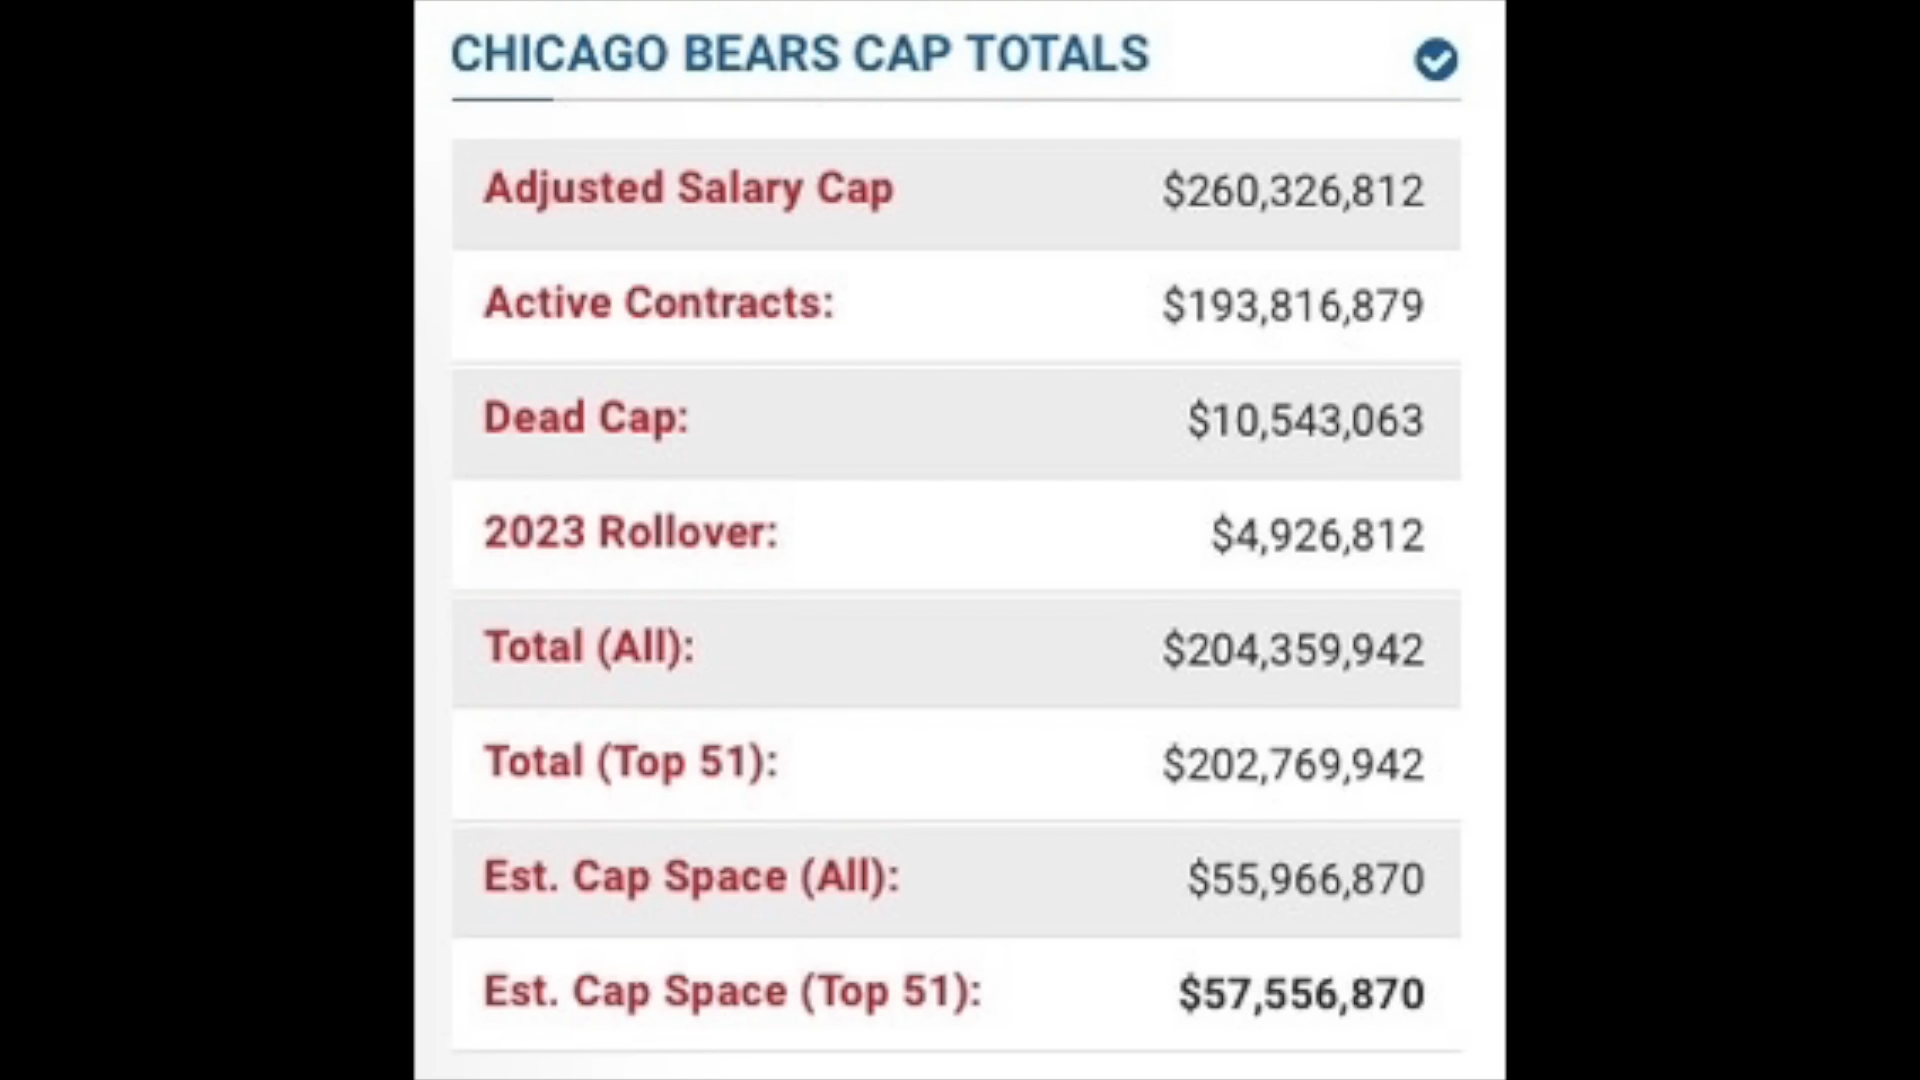 CHICAGO BEARS CAP TOTALS
Adjusted Salary Cap $260,326,812
Active Contracts: $193,816,879
Dead Cap: $10,543,063
2023 Rollover: $4,926,812
Total (All): $204,359,942
Total (Top 51): $202,769,942
Est. Cap Space (All): $55,966,870
Est. Cap Space (Top 51): $57,556,870